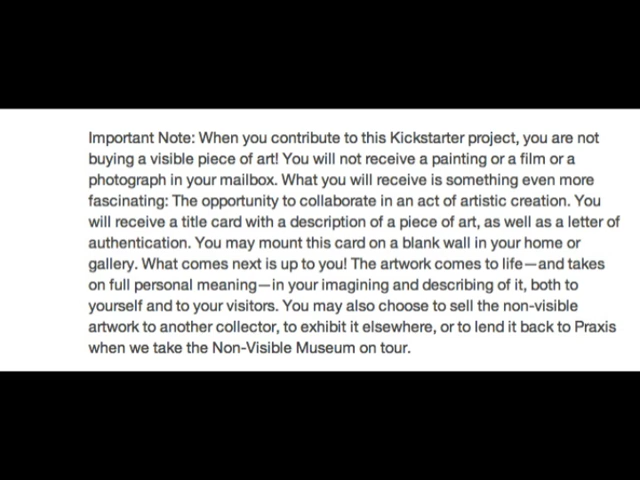 Important Note: When you contribute to this Kickstarter project, you are not
buying a visible piece of art! You will not receive a painting or a film or a
photograph in your mailbox. What you will receive is something even more
fascinating: The opportunity to collaborate in an act of artistic creation. You
will receive a title card with a description of a piece of art, as well as a letter of
authentication. You may mount this card on a blank wall in your home or
gallery. What comes next is up to you! The artwork comes to life—and takes
on full personal meaning—in your imagining and describing of it, both to
yourself and to your visitors. You may also choose to sell the non-visible
artwork to another collector, to exhibit it elsewhere, or to lend it back to Praxis
when we take the Non-Visible Museum on tour.